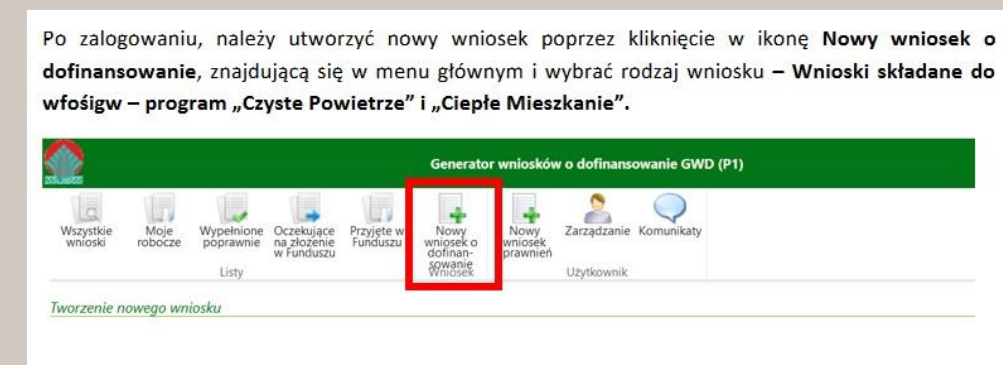 Po zalogowaniu, należy utworzyć nowy wniosek poprzez kliknięcie w ikonę Nowy wniosek o
dofinansowanie, znajdującą się w menu głównym i wybrać rodzaj wniosku – Wnioski składane do
wfośigw – program „Czyste Powietrze” i „Ciepłe Mieszkanie”.
Generator wniosków o dofinansowanie GWD (P1)
Wszystkie
wnioski
Moje
robocze
Wypełnione
poprawnie
Oczekujące
na złożenie
w Funduszu
Przyjęte w
Funduszu
Listy
Nowy
wniosek o
dofinan-
sowanie
Wniosek
Nowy
wniosek
prawnień
Zarządzanie
Komunikaty
Użytkownik
Tworzenie nowego wniosku